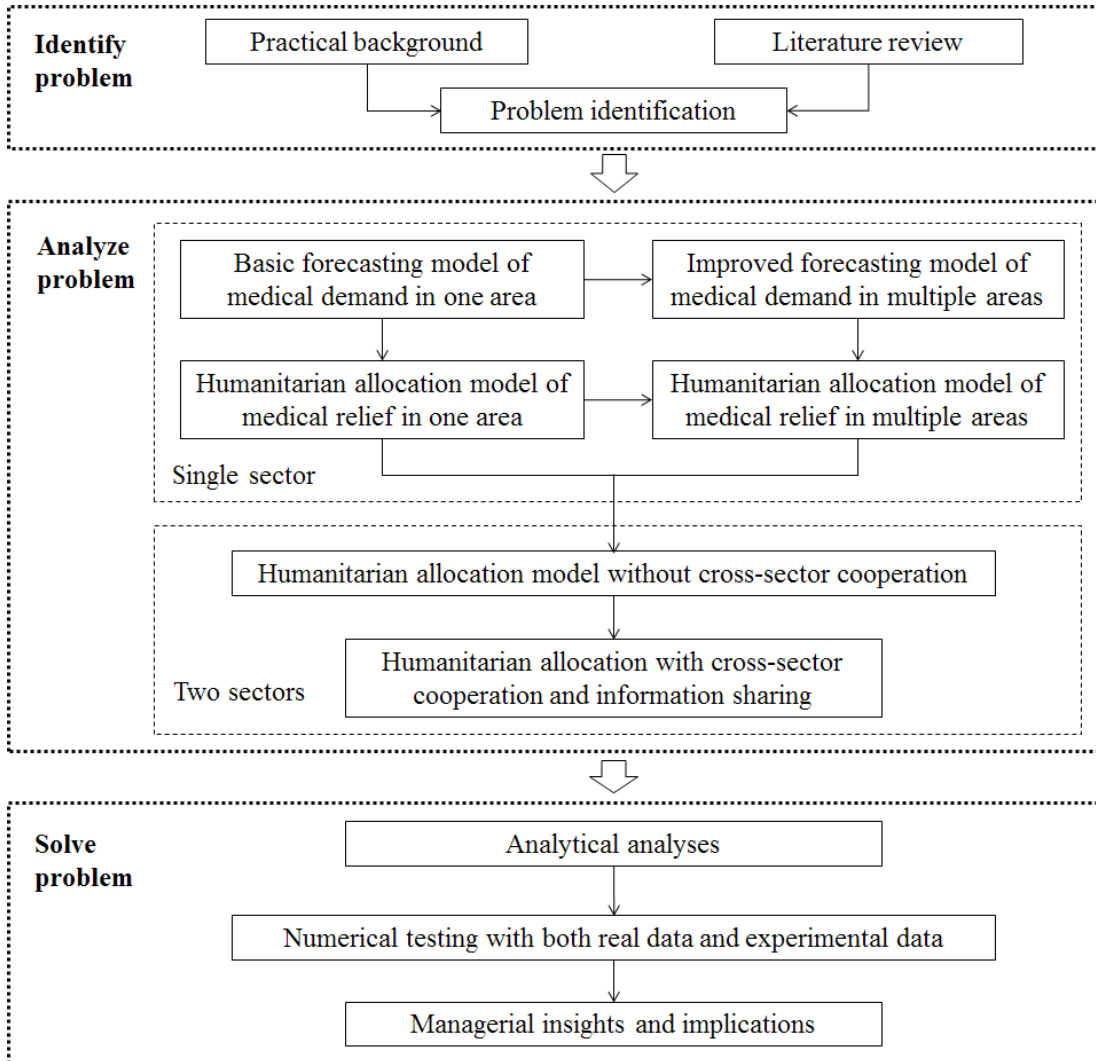 Identify
problem
Practical background
Literature review
Problem identification
Analyze
problem
Basic forecasting model of
medical demand in one area
Improved forecasting model of
medical demand in multiple areas
Humanitarian allocation model of
medical relief in one area
Humanitarian allocation model of
medical relief in multiple areas
Single sector
Humanitarian allocation model without cross-sector cooperation
Humanitarian allocation with cross-sector
cooperation and information sharing
Two sectors
Solve
problem
Analytical analyses
Numerical testing with both real data and experimental data
Managerial insights and implications